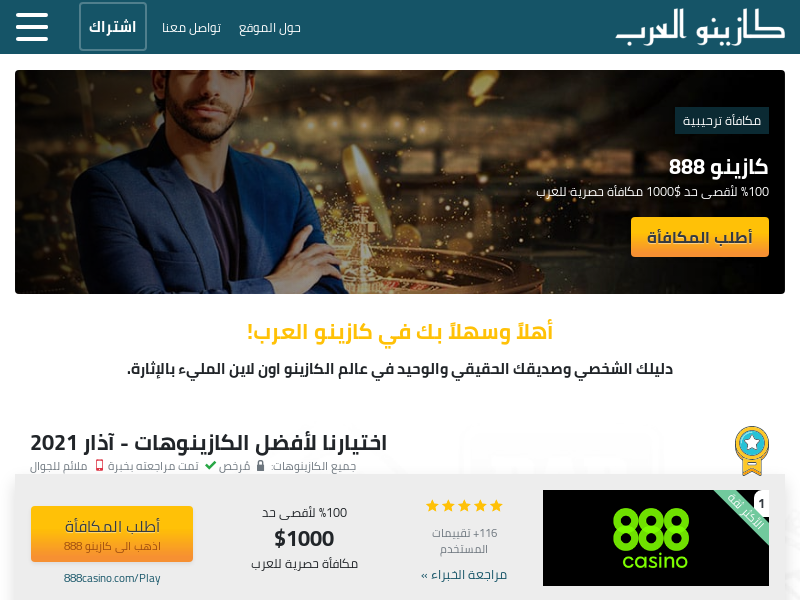 كازينو العرب
حول الموقع
تواصل معنا
اشتراك
مكافأة ترحيبية
كازينو 888
%100 لأقصى حد $1000 مكافأة حصرية للعرب
أطلب المكافأة
أهلاً وسهلاً بك في كازينو العرب!
دليلك الشخصي وصديقك الحقيقي والوحيد في عالم الكازينو اون لاين المليء بالإثارة.
اختيارنا لأفضل الكازينوهات - آذار 2021
جميع الكازينوهات: مُرخص تمت مراجعته بخبرة ملائم للجوال
1
الأكثر ثقة
888
casino
116+ تقييمات
المستخدم
مراجعة الخبراء »
%100 لأقصى حد
$1000
مكافأة حصرية للعرب
أطلب المكافأة
اذهب الى كازينو 888
888casino.com/Play